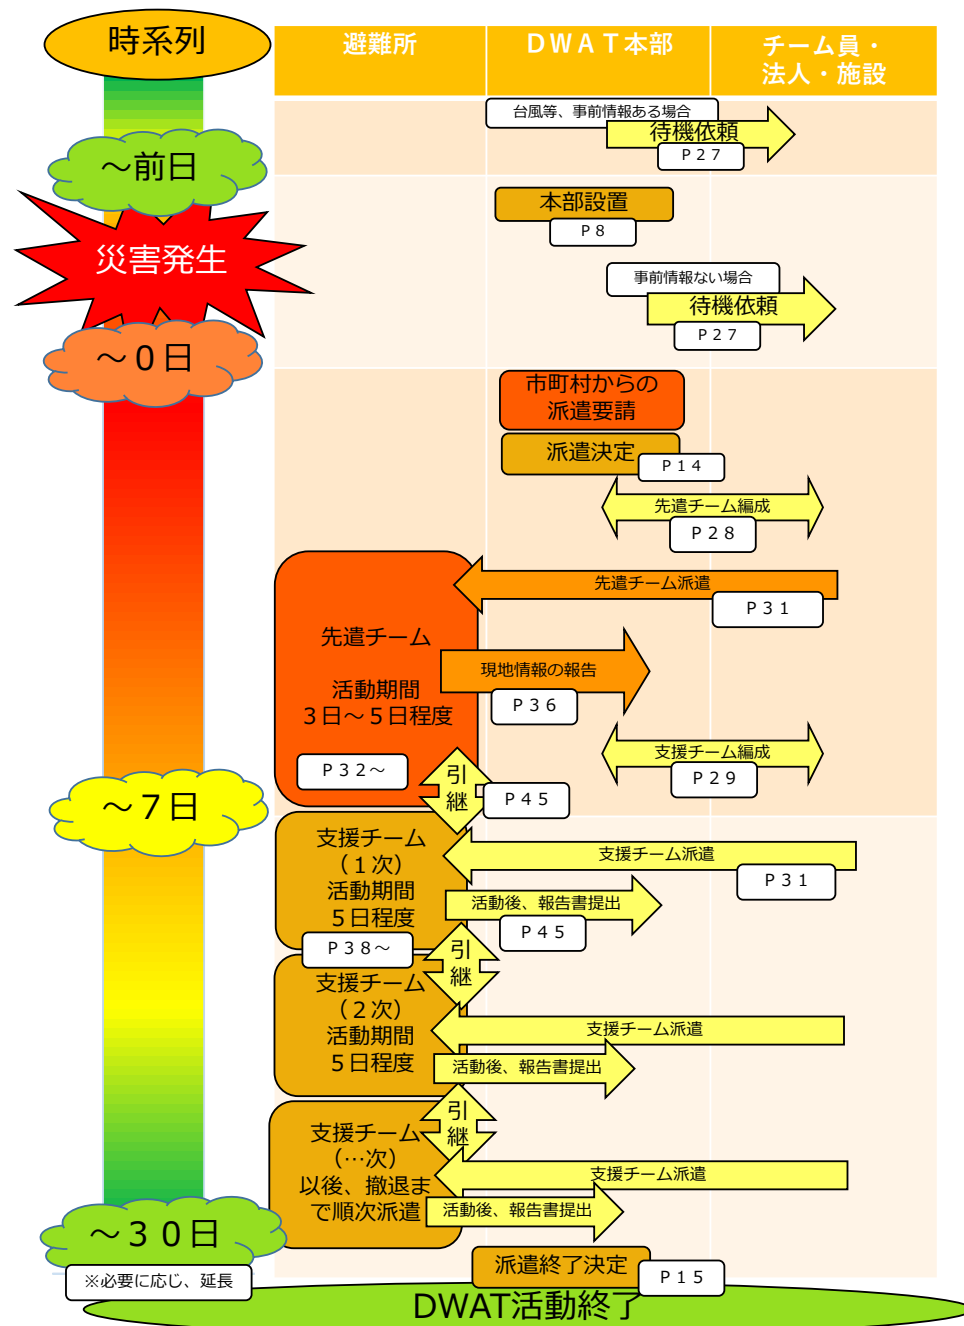 時系列
避難所
ＤＷＡＴ本部
チーム員・
法人・施設
台風等、事前情報ある場合
待機依頼
Ｐ２７
～前日
本部設置
Ｐ８
災害発生
事前情報ない場合
待機依頼
Ｐ２７
～０日
市町村からの
派遣要請
派遣決定
Ｐ１４
先遣チーム編成
Ｐ２８
先遣チーム派遣
Ｐ３１
先遣チーム
活動期間
３日～５日程度
現地情報の報告
Ｐ３６
支援チーム編成
Ｐ２９
Ｐ３２～
引
継
Ｐ４５
～７日
支援チーム
（１次）
活動期間
５日程度
支援チーム派遣
Ｐ３１
活動後、報告書提出
Ｐ４５
Ｐ３８～
引
継
支援チーム
（２次）
活動期間
５日程度
支援チーム派遣
活動後、報告書提出
引
継
支援チーム
（…次）
以後、撤退ま
で順次派遣
支援チーム派遣
活動後、報告書提出
～３０日
※必要に応じ、延長
派遣終了決定
Ｐ１５
DWAT活動終了